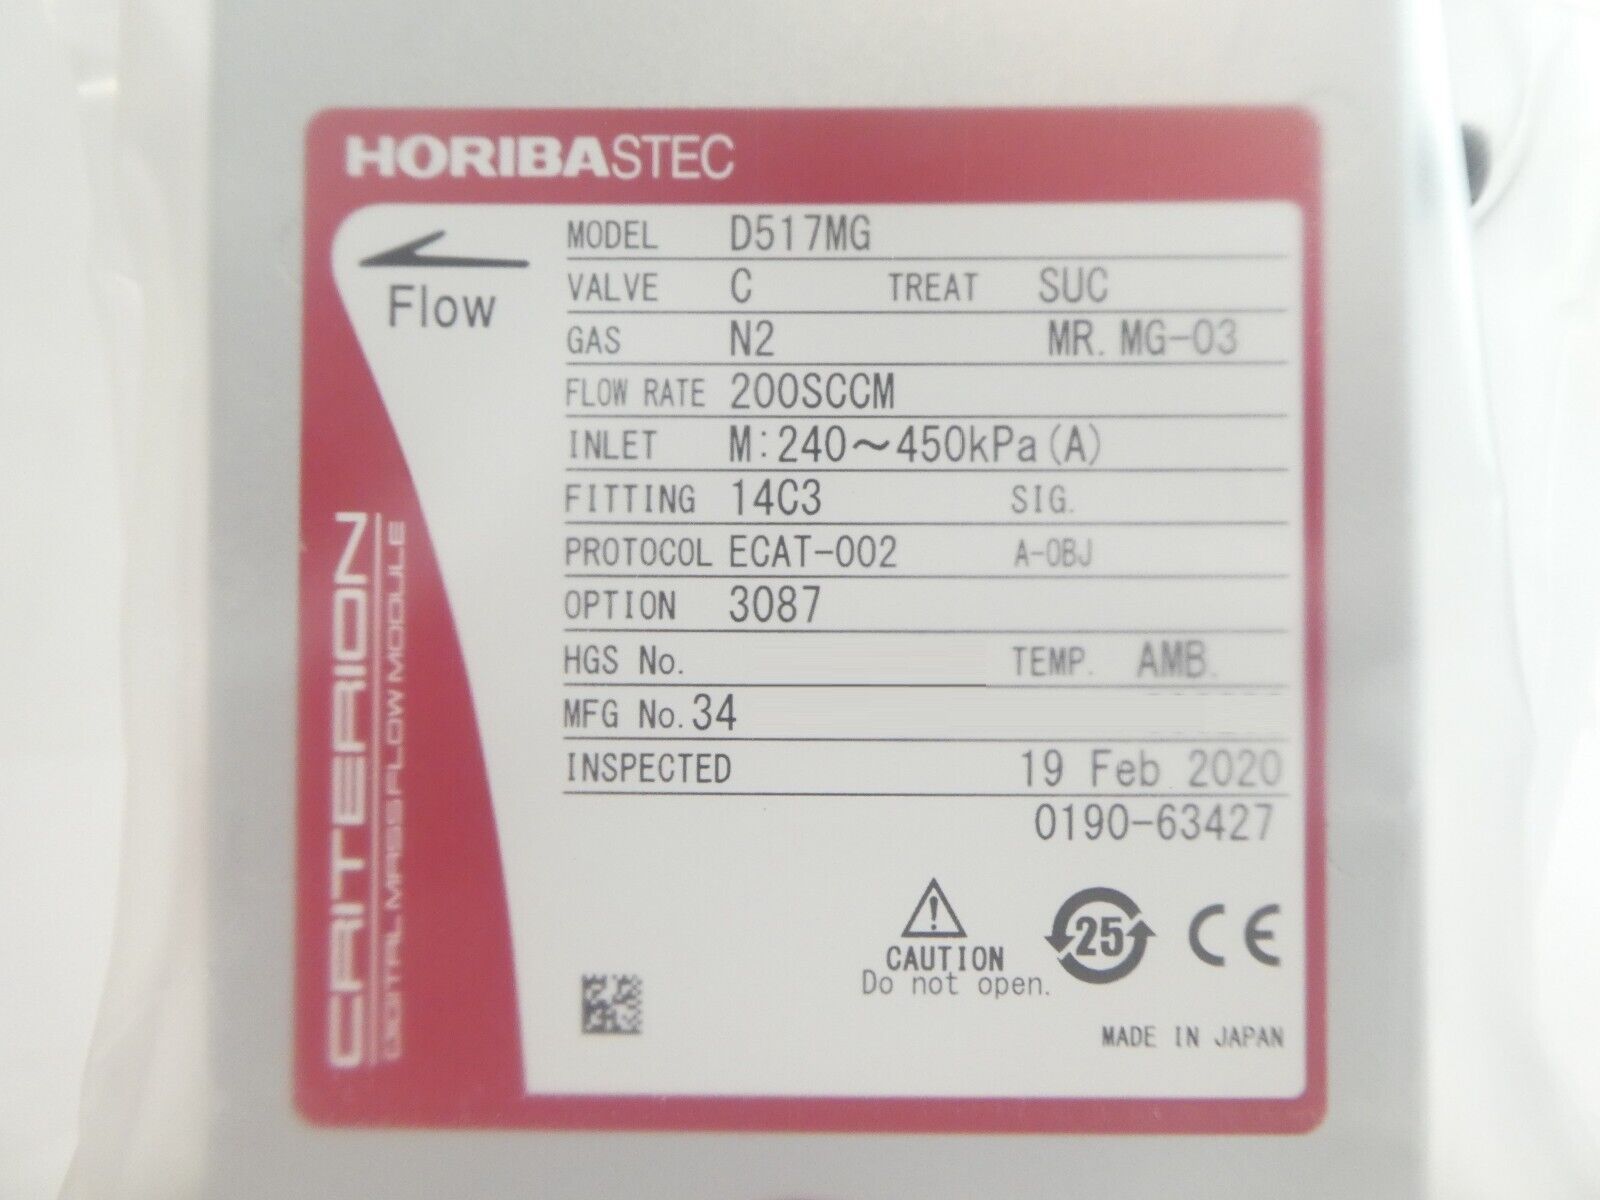 HORIBASTEC
Flow
MODEL D517MG
VALVE C TREAT SUC
GAS N2 MR. MG-03
FLOW RATE 200SCCM
INLET M:240～450kPa(A)
FITTING 14C3 SIG.
PROTOCOL ECAT-002 A-OBJ
OPTION 3087
HGS No. TEMP. AMB.
MFG No. 34
INSPECTED 19 Feb 2020
0190-63427
CRITERION
DIGITAL MASS FLOW MODULE
CAUTION
Do not open.
25
CE
MADE IN JAPAN